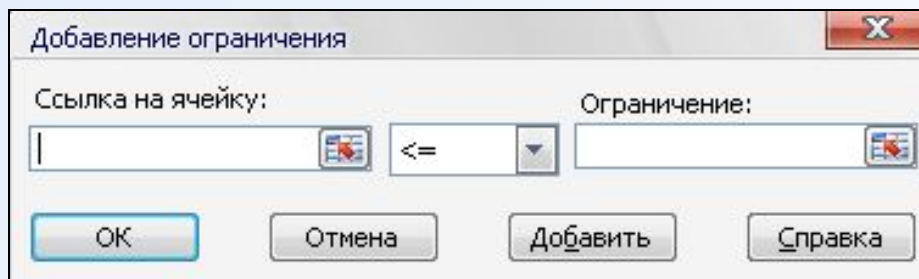 Добавление ограничения
Ссылка на ячейку:
Ограничение:
<=
ОК
Отмена
Добавить
Справка